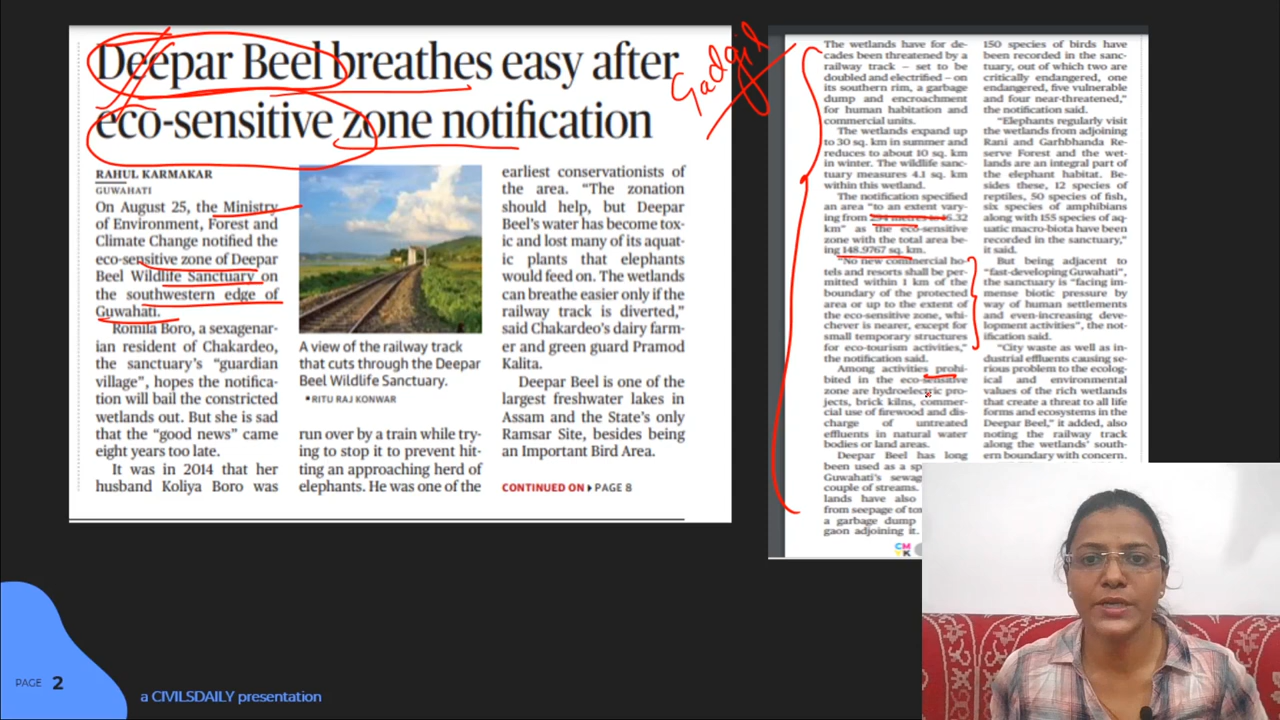 Deepar Beel breathes easy after
eco-sensitive zone notification
Gadgil
RAHUL KARMAKAR
GUWAHATI
On August 25, the Ministry
of Environment, Forest and
Climate Change notified the
eco-sensitive zone of Deepar
Beel Wildlife Sanctuary on
the southwestern edge of
Guwahati.
Romila Boro, a sexagenar-
ian resident of Chakardeo,
the sanctuary's "guardian
village", hopes the notifica-
tion will bail the constricted
wetlands out. But she is sad
that the "good news" came
eight years too late.
It was in 2014 that her
husband Koliya Boro was
A view of the railway track
that cuts through the Deepar
Beel Wildlife Sanctuary.
• RITU RAJ KONWAR
run over by a train while try-
ing to stop it to prevent hit-
ting an approaching herd of
elephants. He was one of the
earliest conservationists of
the area. "The zonation
should help, but Deepar
Beel's water has become tox-
ic and lost many of its aquat-
ic plants that elephants
would feed on. The wetlands
can breathe easier only if the
railway track is diverted,"
said Chakardeo's dairy farm-
er and green guard Pramod
Kalita.
Deepar Beel is one of the
largest freshwater lakes in
Assam and the State's only
Ramsar Site, besides being
an Important Bird Area.
CONTINUED ON ▸ PAGE 8
The wetlands have for de-
cades been threatened by a
railway track – set to be
doubled and electrified – on
its southern rim, a garbage
dump and encroachment
for human habitation and
commercial units.
The wetlands expand up
to 30 sq. km in summer and
reduces to about 10 sq. km
in winter. The wildlife sanc-
tuary measures 4.1 sq. km
within this wetland.
The notification specified
an area "to an extent vary-
ing from 294 metres to 16.32
km" as the eco-sensitive
zone with the total area be-
ing 148.9767 sq. km.
"No new commercial ho-
tels and resorts shall be per-
mitted within 1 km of the
boundary of the protected
area or up to the extent of
the eco-sensitive zone, whi-
chever is nearer, except for
small temporary structures
for eco-tourism activities,"
the notification said.
Among activities prohi-
bited in the eco-sensitive
zone are hydroelectric pro-
jects, brick kilns, commer-
cial use of firewood and dis-
charge of untreated
effluents in natural water
bodies or land areas.
Deepar Beel has long
been used as a sp
Guwahati's sewag
couple of streams.
lands have also
from seepage of to
a garbage dump
gaon adjoining it.
150 species of birds have
been recorded in the sanc-
tuary, out of which two are
critically endangered, one
endangered, five vulnerable
and four near-threatened,"
the notification said.
"Elephants regularly visit
the wetlands from adjoining
Rani and Garhbhanda Re-
serve Forest and the wet-
lands are an integral part of
the elephant habitat. Be-
sides these, 12 species of
reptiles, 50 species of fish,
six species of amphibians
along with 155 species of aq-
uatic macro-biota have been
recorded in the sanctuary,"
it said.
But being adjacent to
"fast-developing Guwahati",
the sanctuary is "facing im-
mense biotic pressure by
way of human settlements
and even-increasing deve-
lopment activities", the not-
ification said.
"City waste as well as in-
dustrial effluents causing se-
rious problem to the ecolog-
ical and environmental
values of the rich wetlands
that create a threat to all life
forms and ecosystems in the
Deepar Beel," it added, also
noting the railway track
along the wetlands' south-
ern boundary with concern.
CM
YK
PAGE 2
a CIVILSDAILY presentation